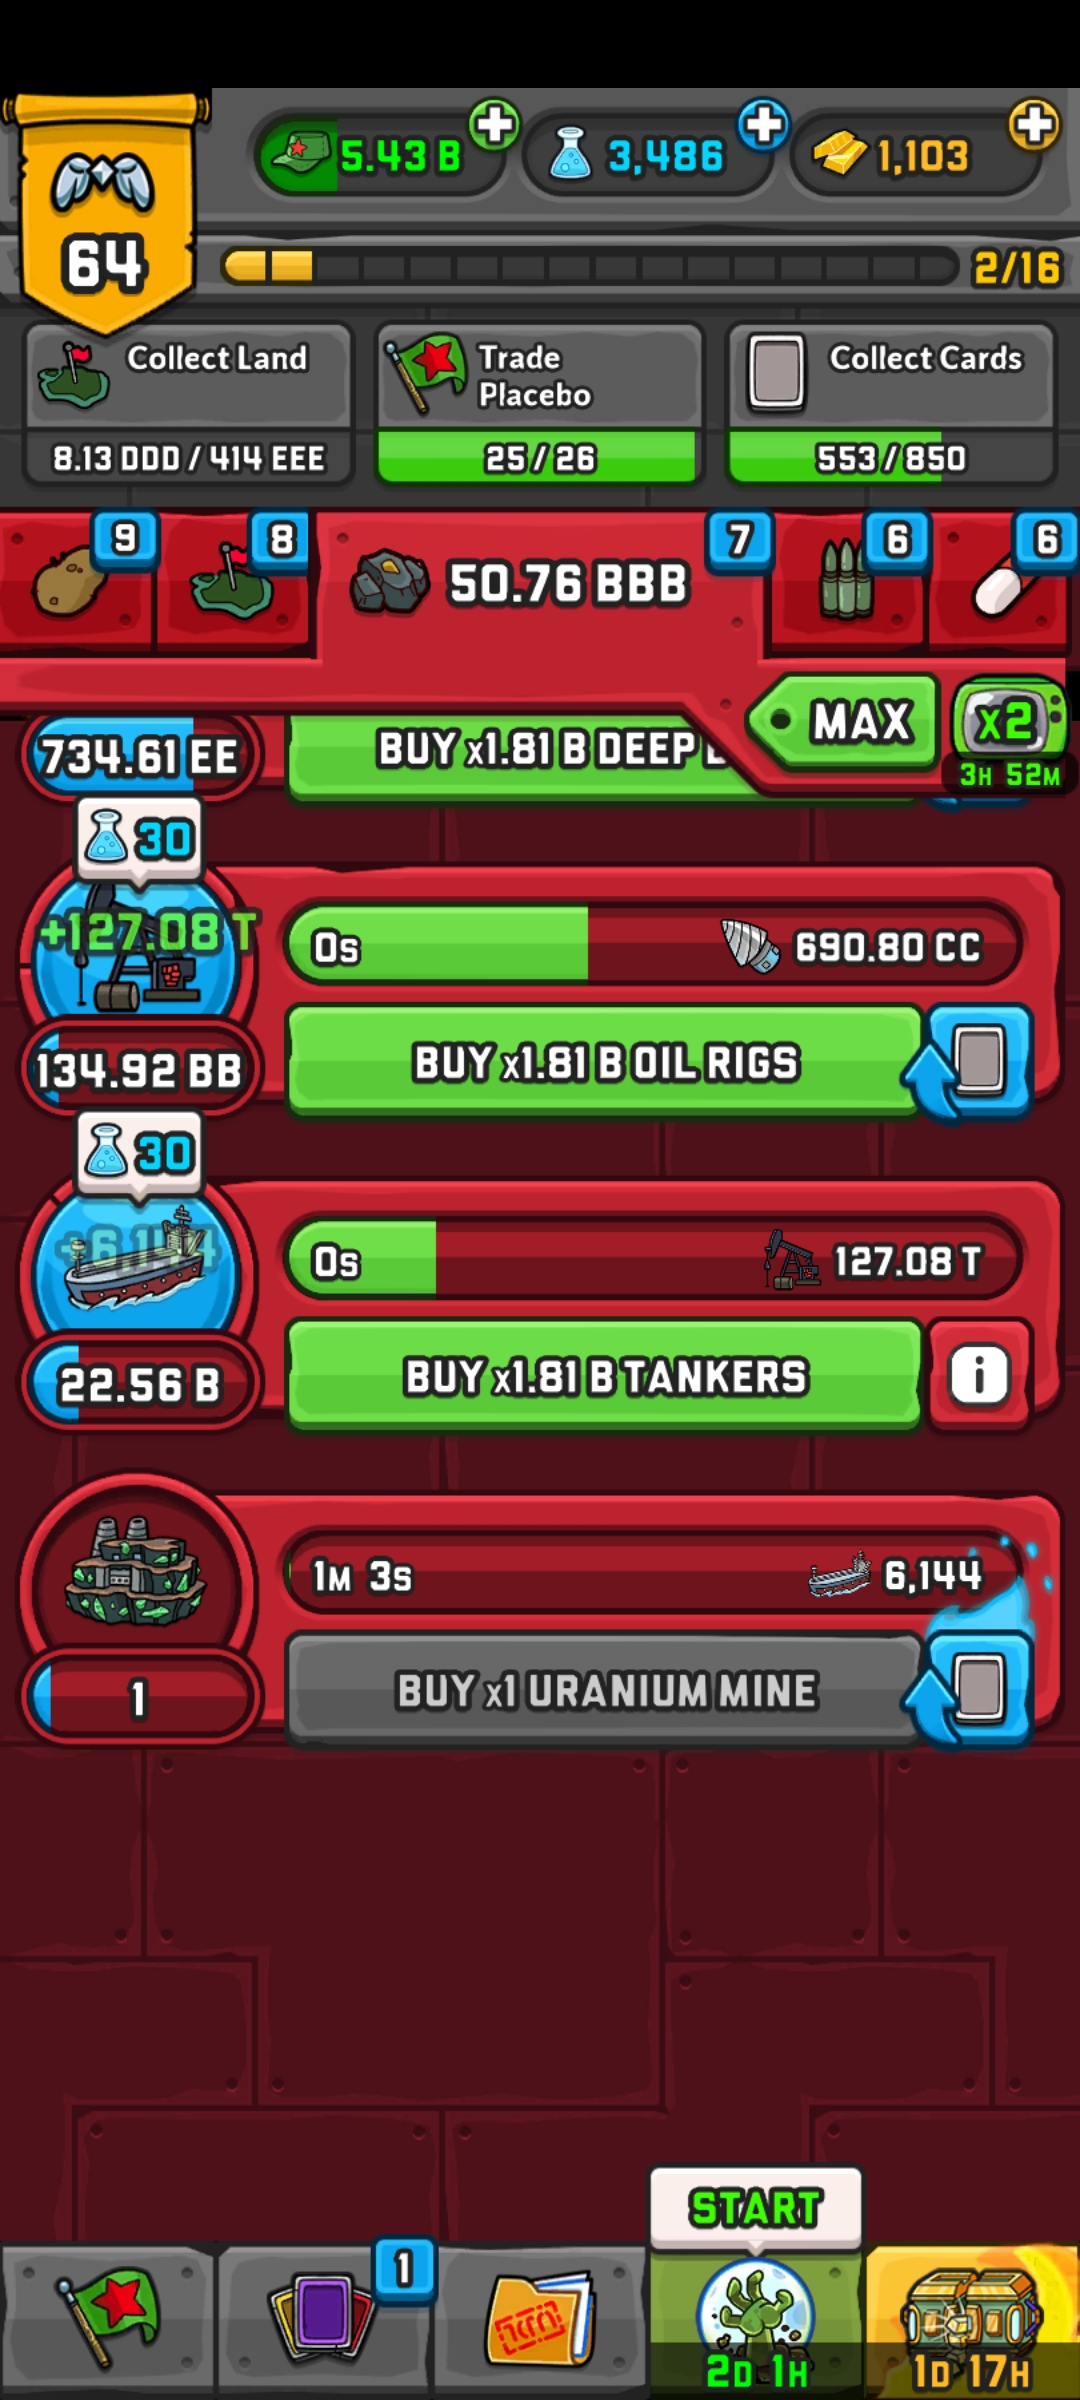 5.43 B
3,486
1,103
64
2/16
Collect Land
8.13 DDD / 414 EEE
Trade
Placebo
25 / 26
Collect Cards
553 / 850
9
8
50.76 BBB
7
6
6
MAX
x2
3H 52M
734.61 EE
BUY x1.81 B DEEP
30
+127.08 T
0s
690.80 CC
134.92 BB
BUY x1.81 B OIL RIGS
30
+6,144
0s
127.08 T
22.56 B
BUY x1.81 B TANKERS
i
1M 3s
6,144
1
BUY x1 URANIUM MINE
START
1
2D 1H
1D 17H